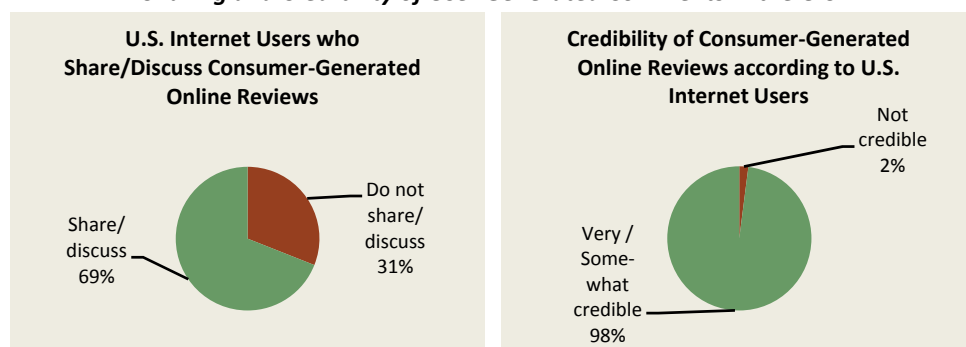 U.S. Internet Users who
Share/Discuss Consumer-Generated
Online Reviews
Do not
share/
discuss
31%
Share/
discuss
69%
Credibility of Consumer-Generated
Online Reviews according to U.S.
Internet Users
Not
credible
2%
Very /
Some-
what
credible
98%